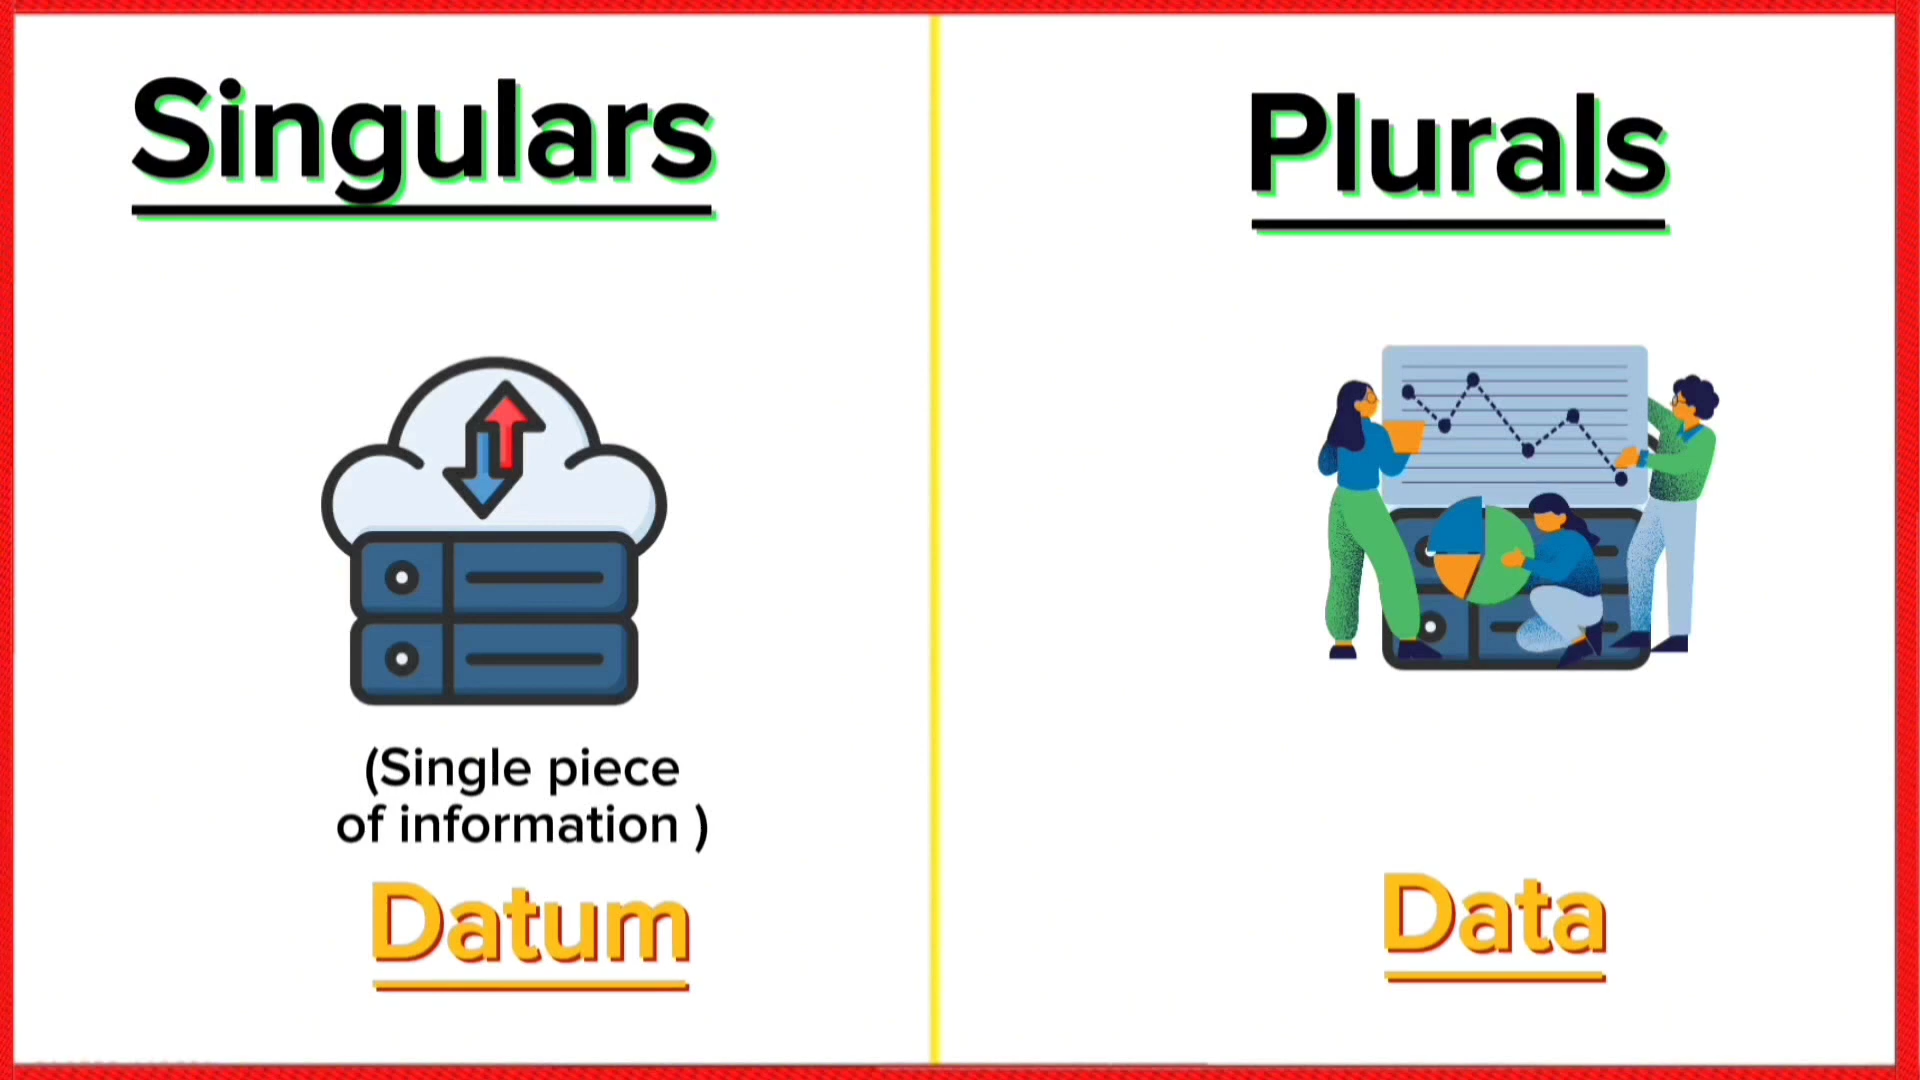 Singulars
Plurals
(Single piece
of information )
Datum
Data